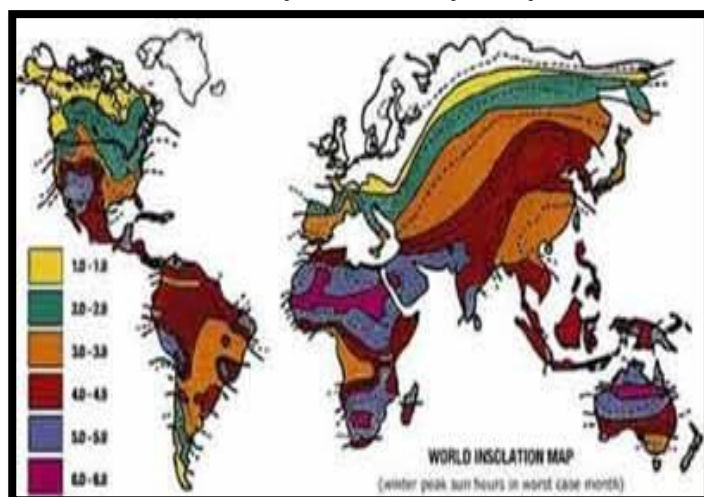 1.0 - 1.9
2.0 - 2.9
3.0 - 3.9
4.0 - 4.9
5.0 - 5.9
6.0 - 6.9
WORLD INSOLATION MAP
(winter peak sun hours in worst case month)